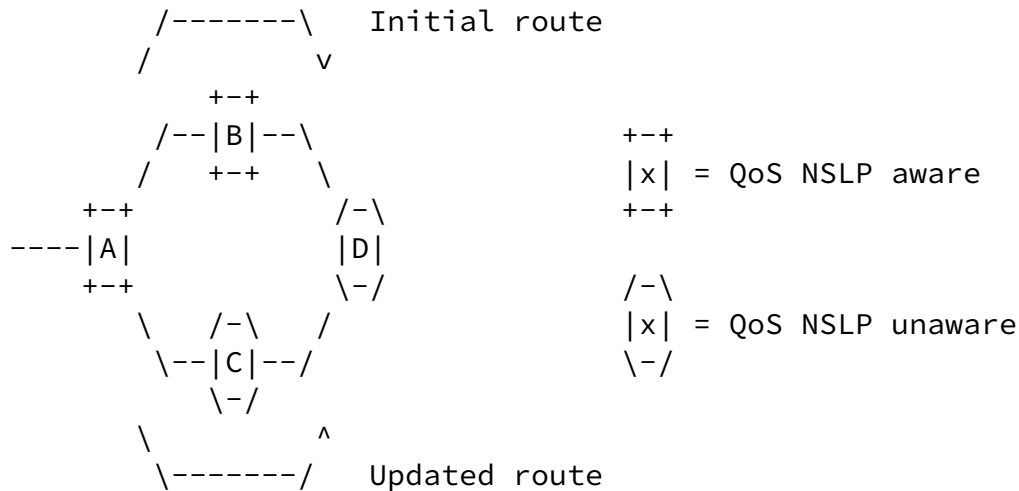 /-------\   Initial route
       /         v
           +-+
        /--|B|--\                +-+
       /   +-+   \               |x| = QoS NSLP aware
    +-+           /-\            +-+
----|A|           |D|
    +-+           \-/            /-\
       \   /-\   /               |x| = QoS NSLP unaware
        \--|C|--/                \-/
           \-/
       \         ^
        \-------/   Updated route